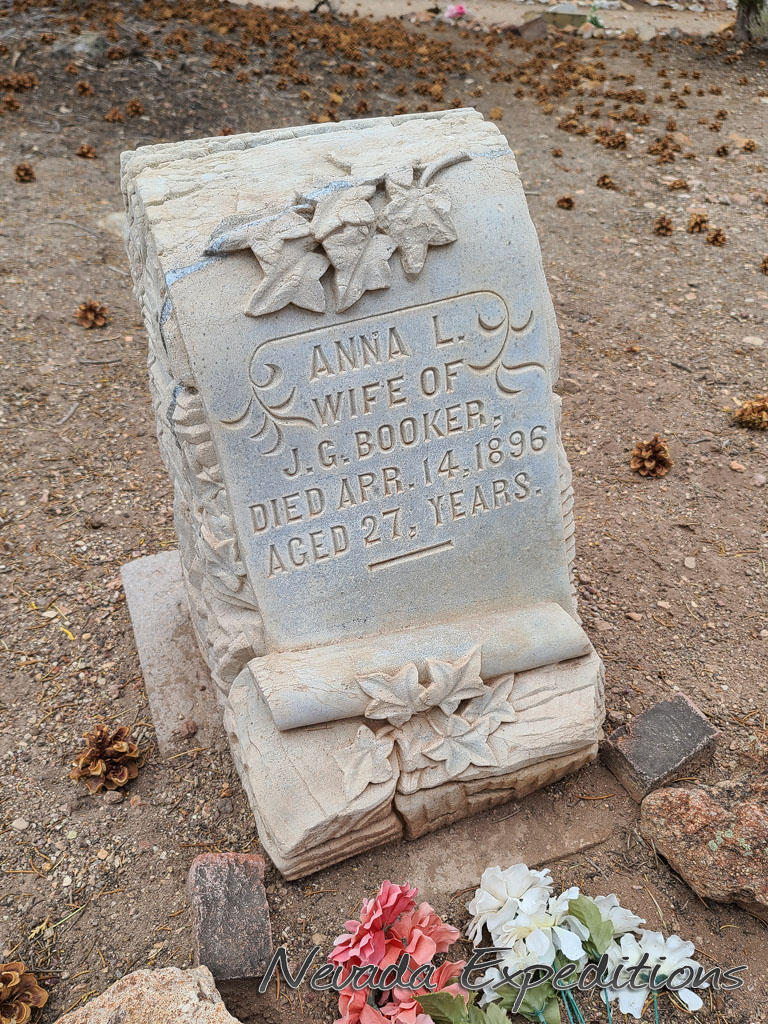 ANNA L.
WIFE OF
J. G. BOOKER,
DIED APR. 14, 1896
AGED 27, YEARS.
Nevada Expeditions